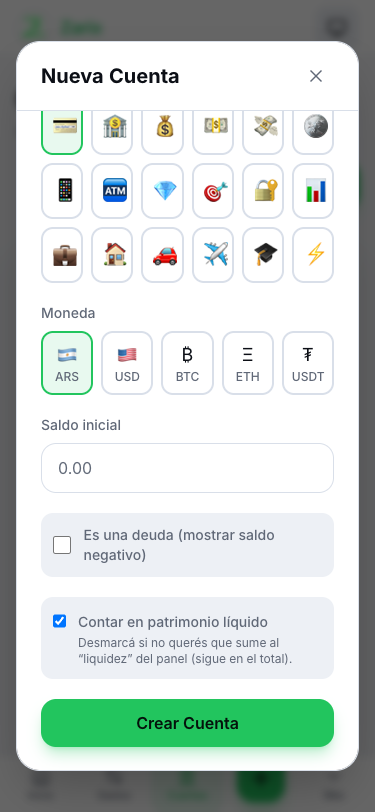 Nueva Cuenta
ATM
Moneda
ARS
USD
₿
BTC
Ξ
ETH
₮
USDT
Saldo inicial
0.00
Es una deuda (mostrar saldo
negativo)
Contar en patrimonio líquido
Desmarcá si no querés que sume al
“liquidez” del panel (sigue en el total).
Crear Cuenta